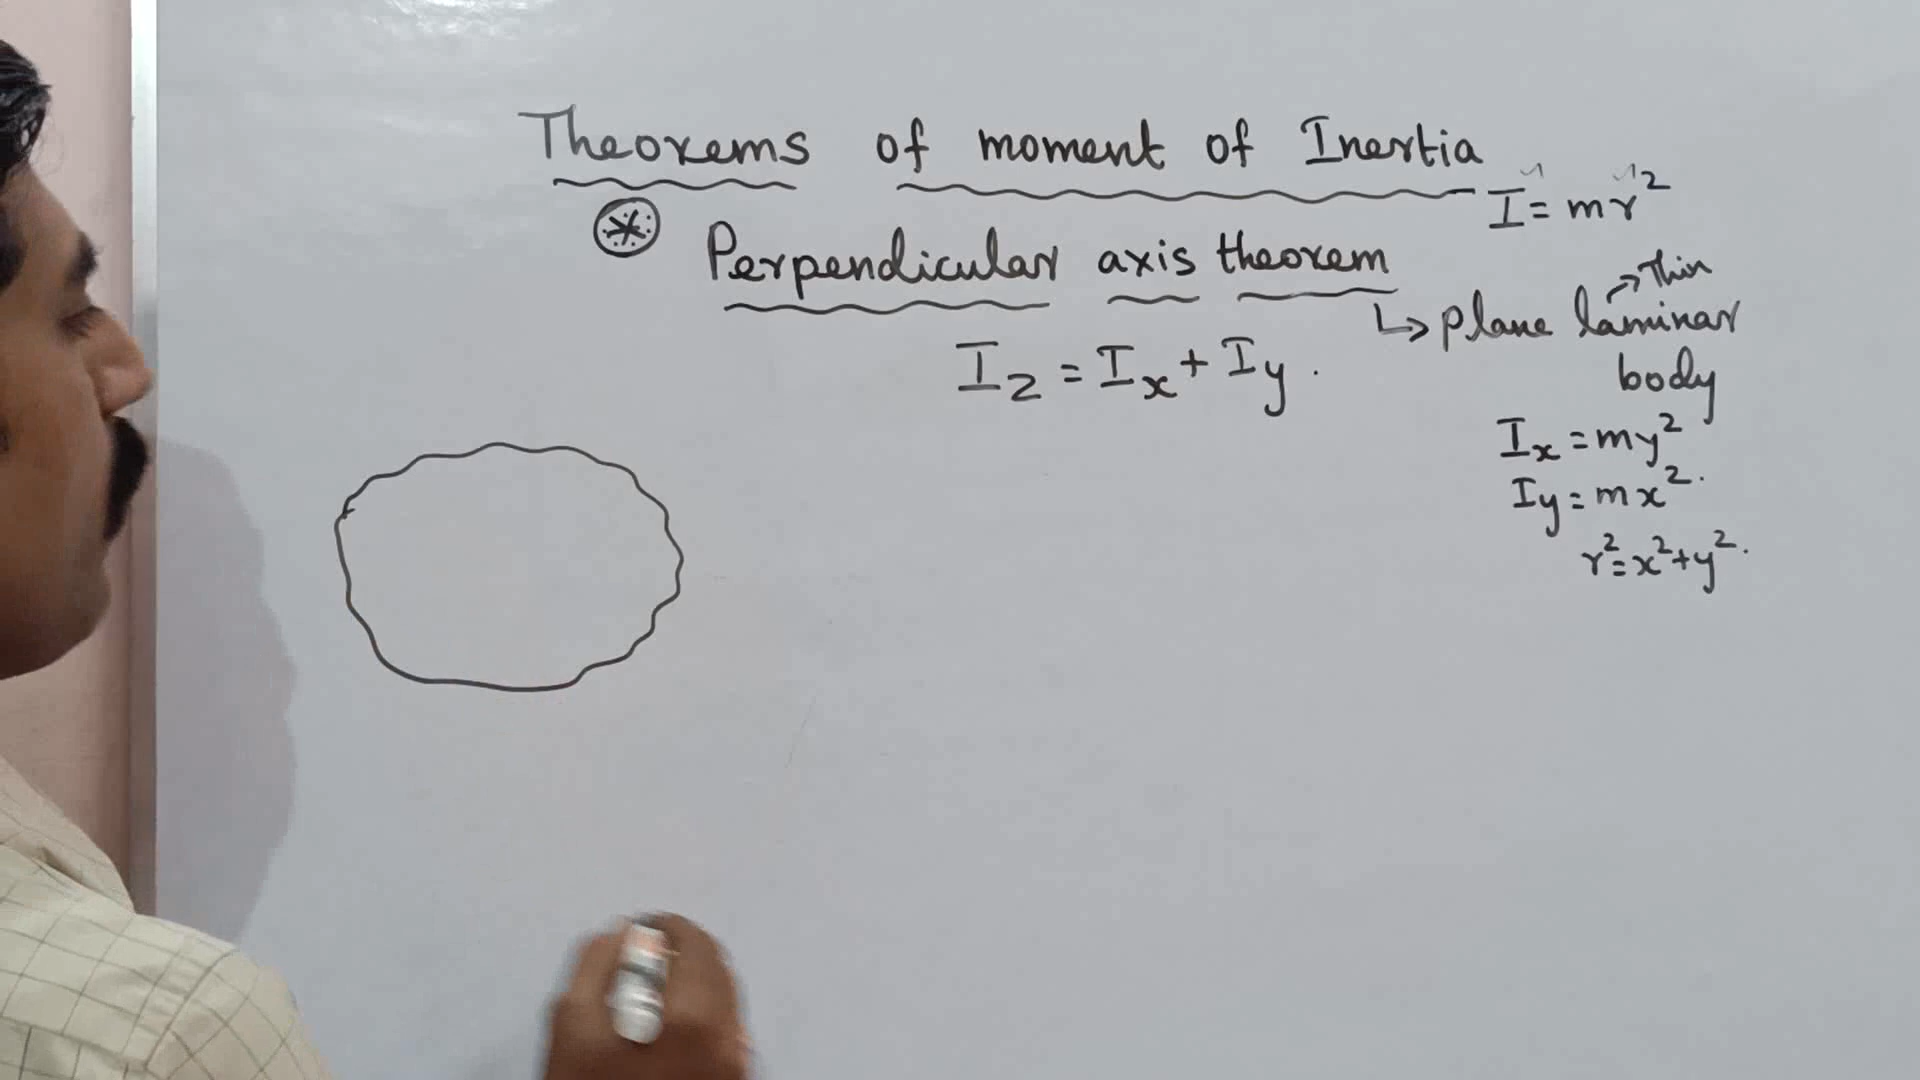 Theorems of moment of Inertia
I = mr²
* Perpendicular axis theorem
↳ plane laminar → Thin
body
I_z = I_x + I_y .
I_x = my²
I_y = mx².
r² = x² + y².